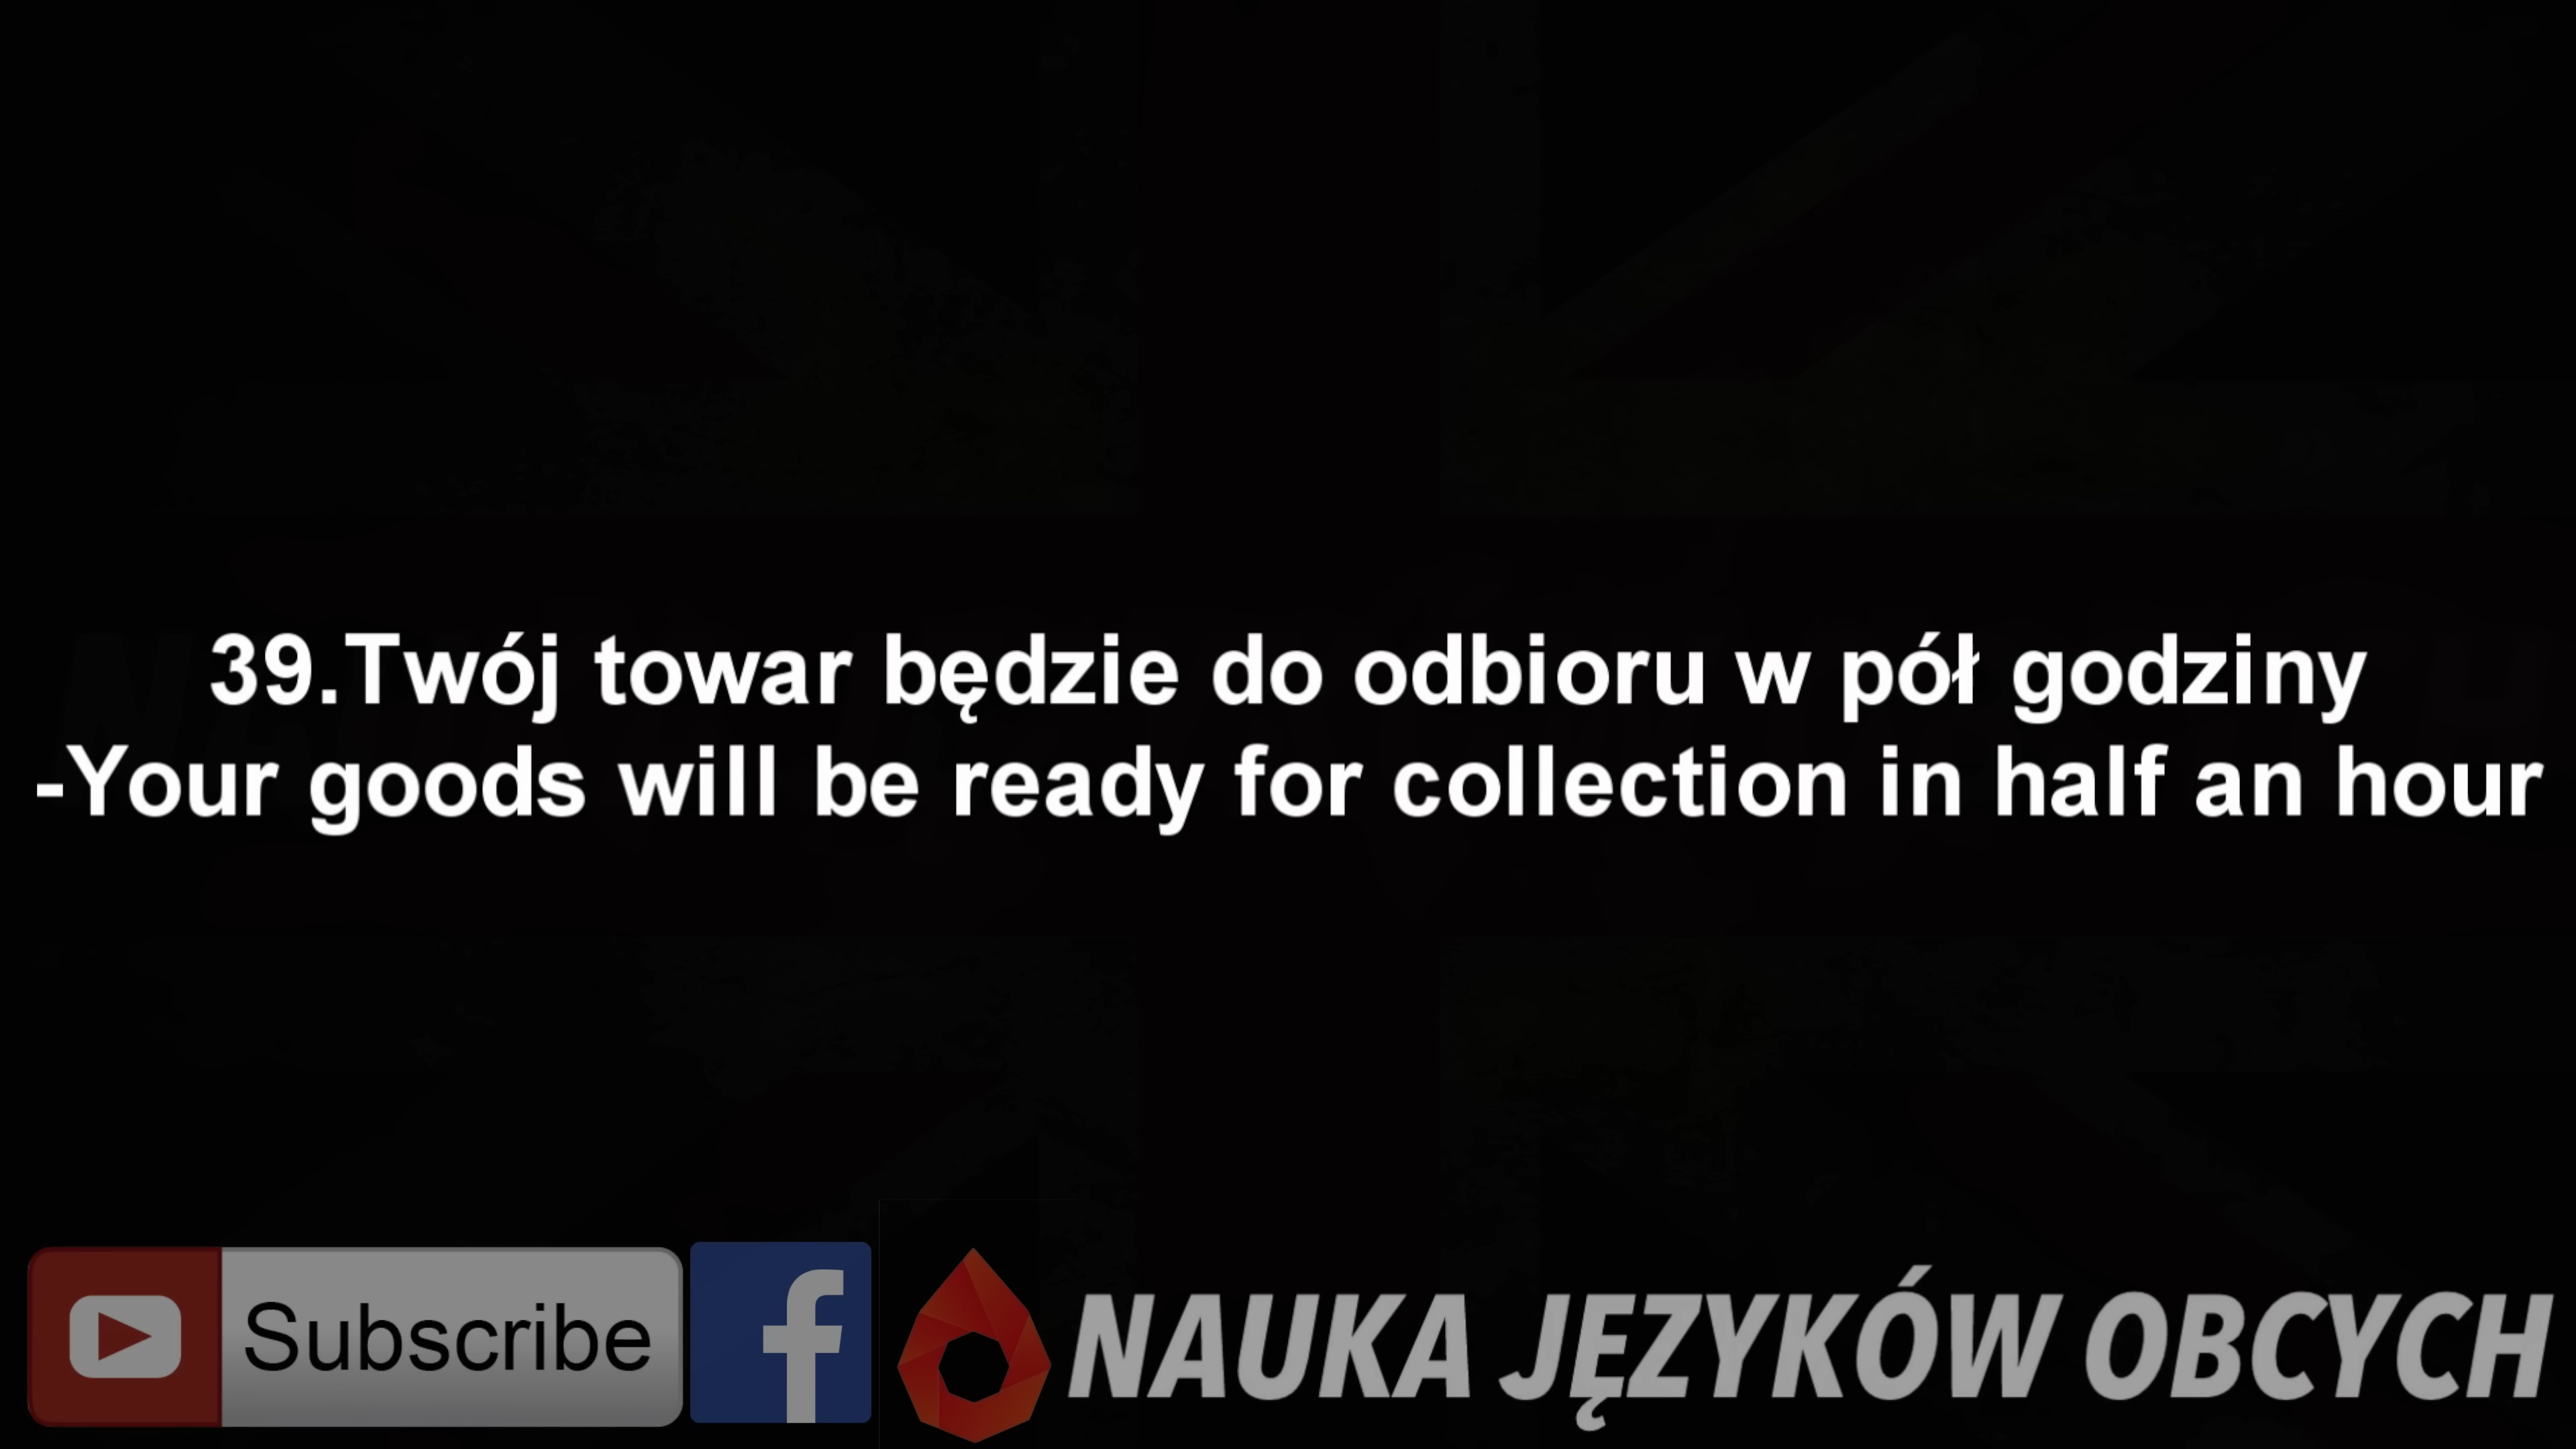 39.Twój towar będzie do odbioru w pół godziny
-Your goods will be ready for collection in half an hour
Subscribe
NAUKA JĘZYKÓW OBCYCH